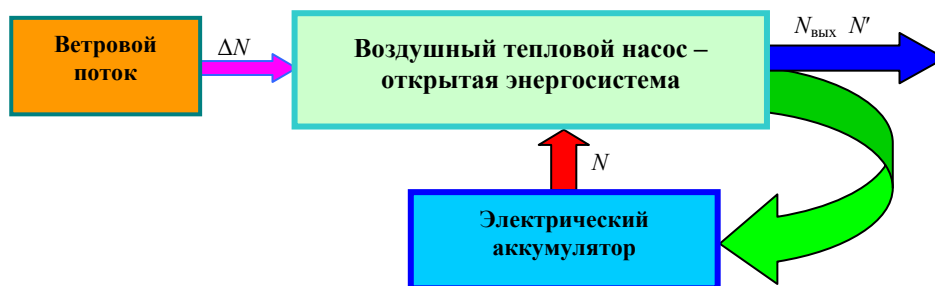 Ветровой
поток
ΔN
Воздушный тепловой насос –
открытая энергосистема
Nвых N′
N
Электрический
аккумулятор